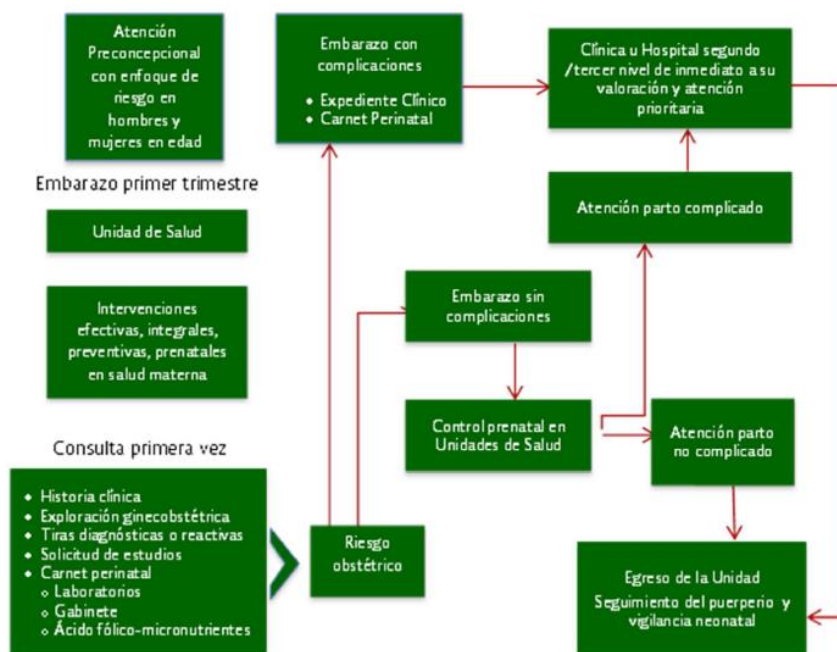 Atención
Preconcepcional
con enfoque de
riesgo en
hombres y
mujeres en edad
Embarazo primer trimestre
Unidad de Salud
Intervenciones
efectivas, integrales,
preventivas, prenatales
en salud materna
Consulta primera vez
• Historia clínica
• Exploración ginecobstétrica
• Tiras diagnósticas o reactivas
• Solicitud de estudios
• Carnet perinatal
○ Laboratorios
○ Gabinete
○ Ácido fólico-micronutrientes
Riesgo
obstétrico
Embarazo con
complicaciones
• Expediente Clínico
• Carnet Perinatal
Embarazo sin
complicaciones
Control prenatal en
Unidades de Salud
Clínica u Hospital segundo
/tercer nivel de inmediato a su
valoración y atención
prioritaria
Atención parto complicado
Atención parto
no complicado
Egreso de la Unidad
Seguimiento del puerperio y
vigilancia neonatal